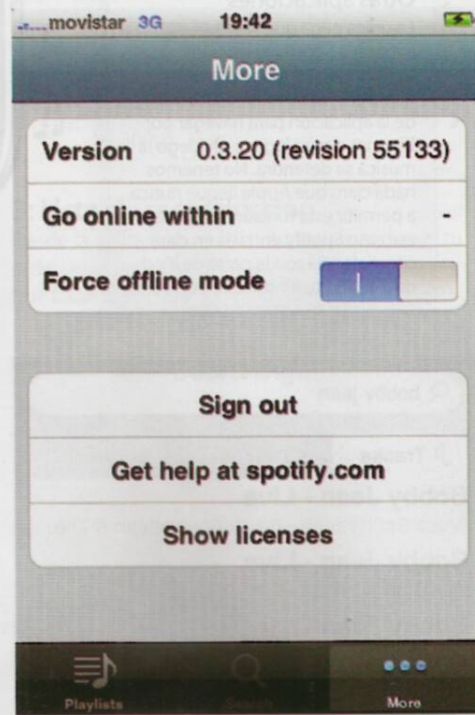 movistar 3G 19:42
More
Version 0.3.20 (revision 55133)
Go online within -
Force offline mode
Sign out
Get help at spotify.com
Show licenses
Playlists Search More